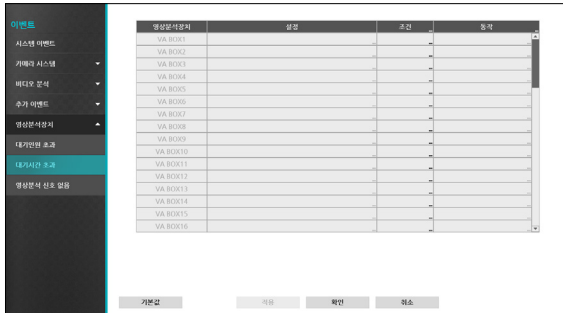 이벤트
시스템 이벤트
카메라 시스템
비디오 분석
추가 이벤트
영상분석장치
대기인원 초과
대기시간 초과
영상분석 신호 없음
영상분석장치 설정 조건 ... 동작 ...
VA BOX1 ... ... ...
VA BOX2 ... ... ...
VA BOX3 ... ... ...
VA BOX4 ... ... ...
VA BOX5 ... ... ...
VA BOX6 ... ... ...
VA BOX7 ... ... ...
VA BOX8 ... ... ...
VA BOX9 ... ... ...
VA BOX10 ... ... ...
VA BOX11 ... ... ...
VA BOX12 ... ... ...
VA BOX13 ... ... ...
VA BOX14 ... ... ...
VA BOX15 ... ... ...
VA BOX16 ... ... ...
기본값 적용 확인 취소